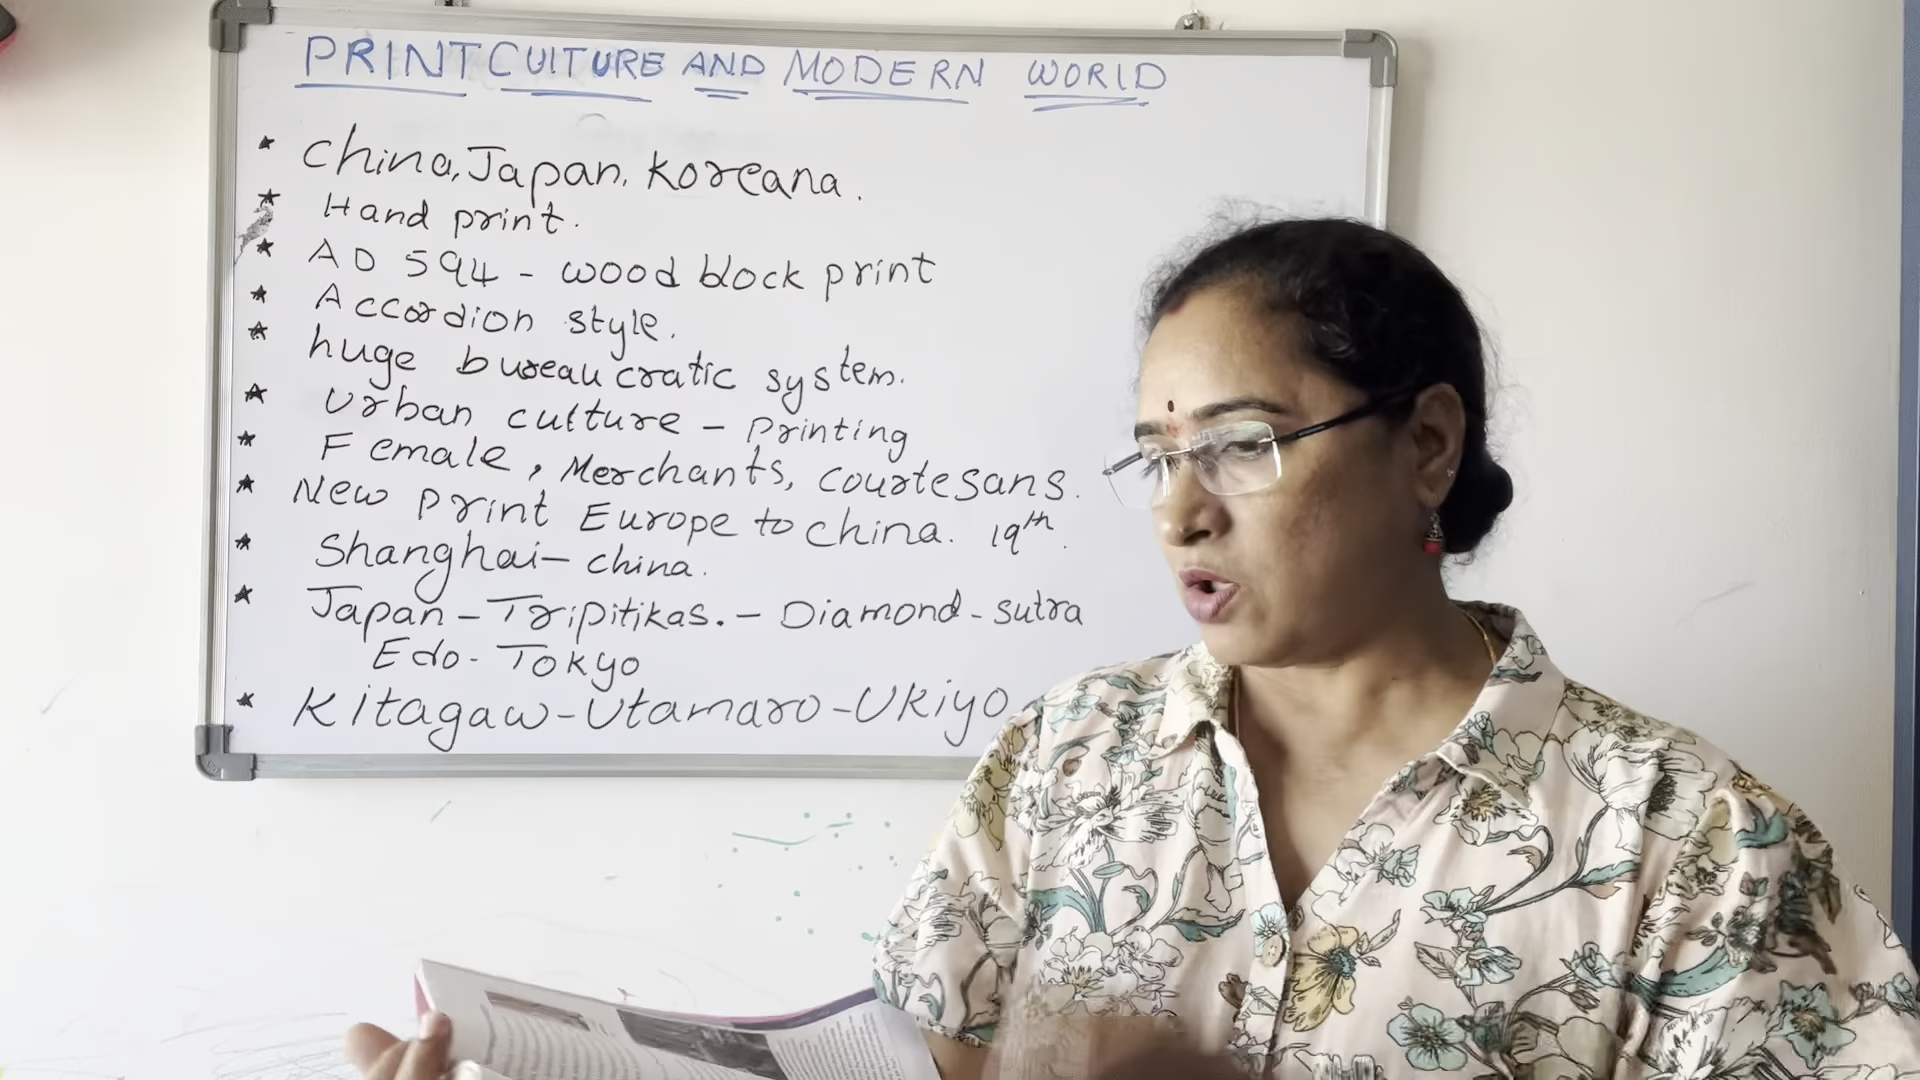 PRINT CUlTURE AND MODERN WORlD
★ China, Japan, Koreana.
★ Hand print.
★ AD 594 - wood block print
★ Accordion style.
★ huge bureaucratic system.
★ Urban culture - Printing
★ Female, Merchants, courtesans.
★ New print Europe to China. 19th.
★ Shanghai - china.
★ Japan - Tripitikas. - Diamond - sutra
Edo - Tokyo
★ Kitagaw - Utamaro - Ukiyo